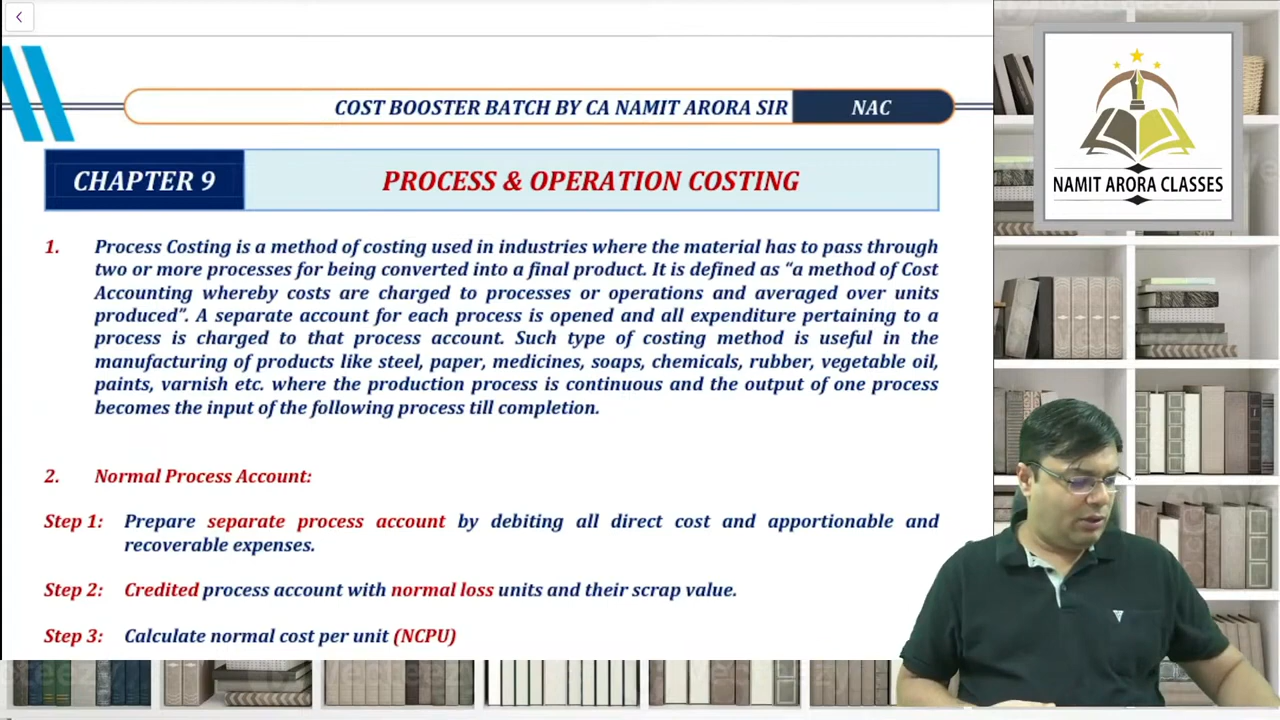 COST BOOSTER BATCH BY CA NAMIT ARORA SIR NAC
CHAPTER 9 PROCESS & OPERATION COSTING
1. Process Costing is a method of costing used in industries where the material has to pass through
two or more processes for being converted into a final product. It is defined as “a method of Cost
Accounting whereby costs are charged to processes or operations and averaged over units
produced”. A separate account for each process is opened and all expenditure pertaining to a
process is charged to that process account. Such type of costing method is useful in the
manufacturing of products like steel, paper, medicines, soaps, chemicals, rubber, vegetable oil,
paints, varnish etc. where the production process is continuous and the output of one process
becomes the input of the following process till completion.
2. Normal Process Account:
Step 1: Prepare separate process account by debiting all direct cost and apportionable and
recoverable expenses.
Step 2: Credited process account with normal loss units and their scrap value.
Step 3: Calculate normal cost per unit (NCPU)
NAMIT ARORA CLASSES